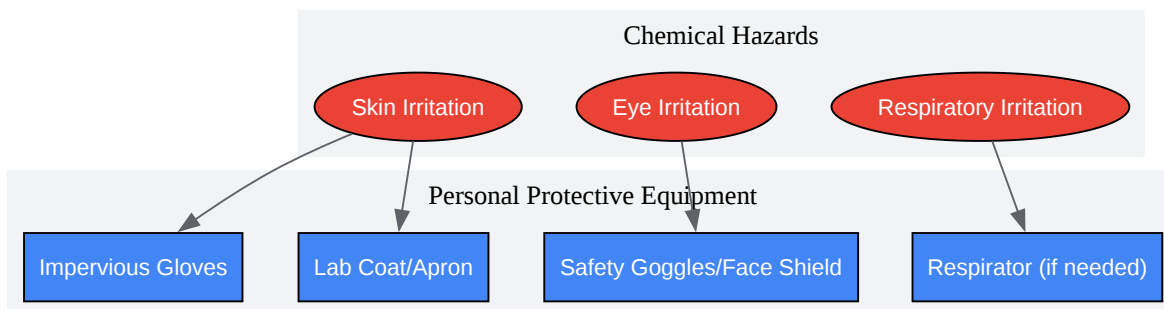 Chemical Hazards
Skin Irritation
Eye Irritation
Respiratory Irritation
Personal Protective Equipment
Impervious Gloves
Lab Coat/Apron
Safety Goggles/Face Shield
Respirator (if needed)